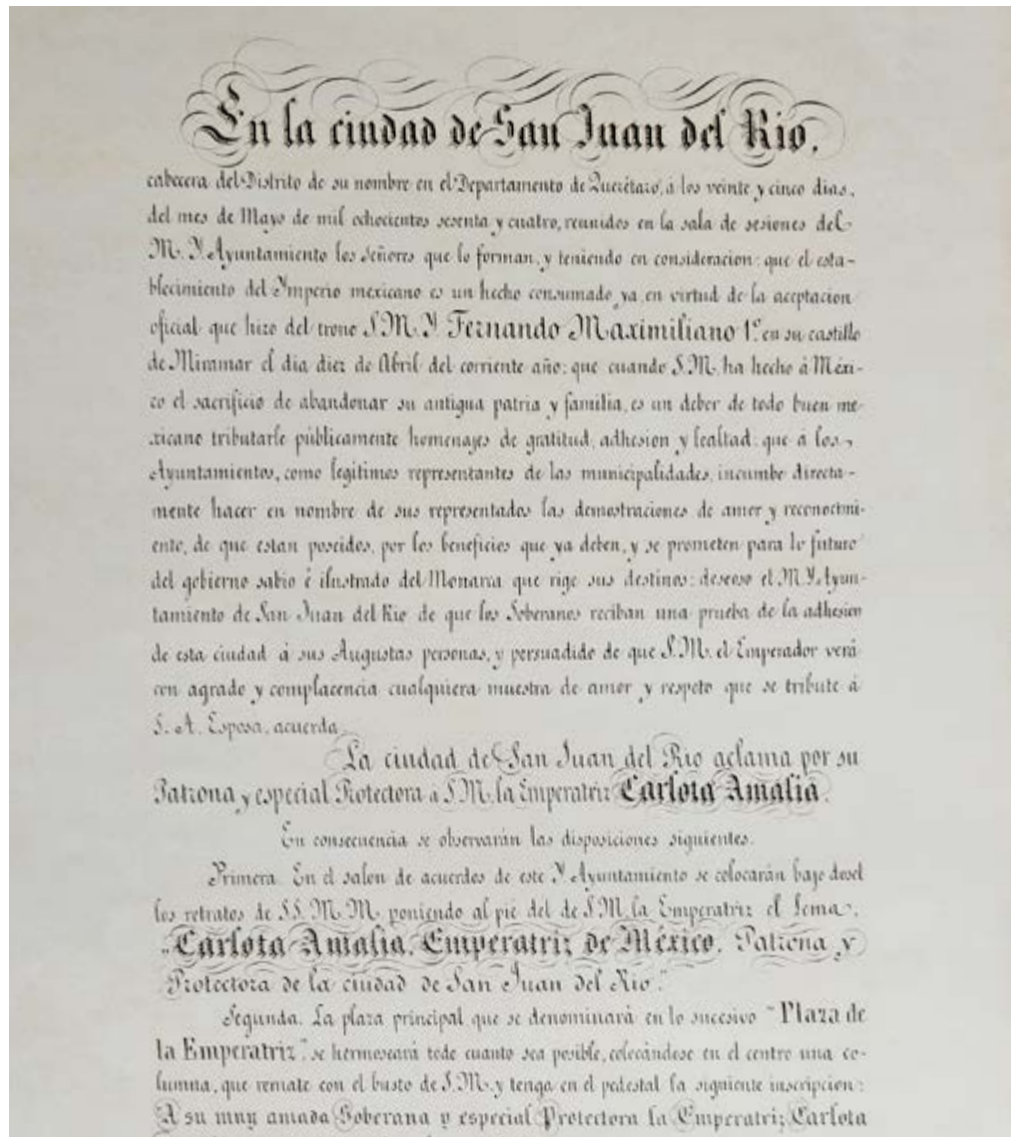 En la ciudad de San Juan del Rio,
cabecera del Distrito de su nombre en el Departamento de Querétaro, á los veinte y cinco dias,
del mes de Mayo de mil ochocientos sesenta y cuatro, reunidos en la sala de sesiones del
M. Y. Ayuntamiento los Señores que lo forman, y teniendo en consideracion: que el esta-
blecimiento del Ymperio mexicano es un hecho consumado ya, en virtud de la aceptacion
oficial que hizo del trono S.M.Y. Fernando Maximiliano 1º en su castillo
de Miramar el dia diez de Abril del corriente año: que cuando S.M. ha hecho á Méxi-
co el sacrificio de abandonar su antigua patria y familia, es un deber de todo buen me-
xicano tributarle públicamente homenajes de gratitud, adhesion y lealtad: que á los
Ayuntamientos, como legítimos representantes de las municipalidades, incumbe directa-
mente hacer en nombre de sus representados las demostraciones de amor y reconocimi-
ento, de que estan poseidos, por los beneficios que ya deben, y se prometen para lo futuro
del gobierno sabio é ilustrado del Monarca que rige sus destinos: deseoso el M.Y. Ayun-
tamiento de San Juan del Rio de que los Soberanos reciban una prueba de la adhesion
de esta ciudad á sus Augustas personas, y persuadido de que S.M. el Emperador verá
con agrado y complacencia cualquiera muestra de amor y respeto que se tribute á
S. A. Esposa, acuerda
La ciudad de San Juan del Rio aclama por su
Patrona y especial Protectora a S.M. la Emperatriz Carlota Amalia.
En consecuencia se observarán las disposiciones siguientes.
Primera. En el salon de acuerdos de este Y. Ayuntamiento se colocarán bajo dosel
los retratos de SS. M. M. poniendo al pié del de S.M. la Emperatriz el lema.
"Carlota Amalia, Emperatriz de México, Patrona y
Protectora de la ciudad de San Juan del Rio."
Segunda. La plaza principal que se denominará en lo sucesivo "Plaza de
la Emperatriz", se hermoseará todo cuanto sea posible, colocándose en el centro una co-
lumna, que remate con el busto de S.M. y tenga en el pedestal la siguiente inscripcion:
A su muy amada Soberana y especial Protectora la Emperatriz Carlota